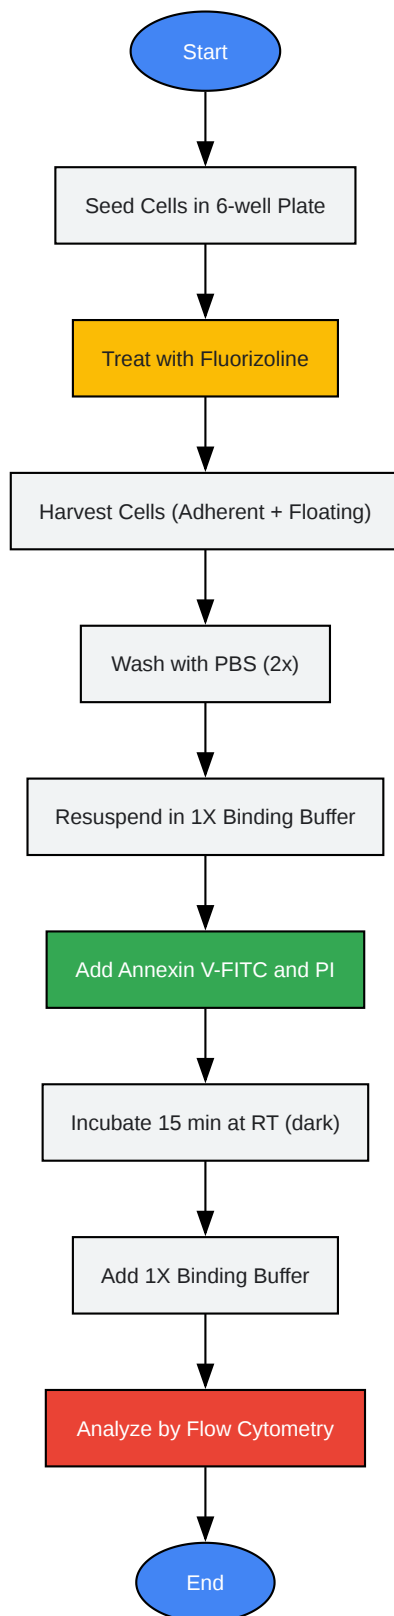 Start
Seed Cells in 6-well Plate
Treat with Fluorizoline
Harvest Cells (Adherent + Floating)
Wash with PBS (2x)
Resuspend in 1X Binding Buffer
Add Annexin V-FITC and PI
Incubate 15 min at RT (dark)
Add 1X Binding Buffer
Analyze by Flow Cytometry
End